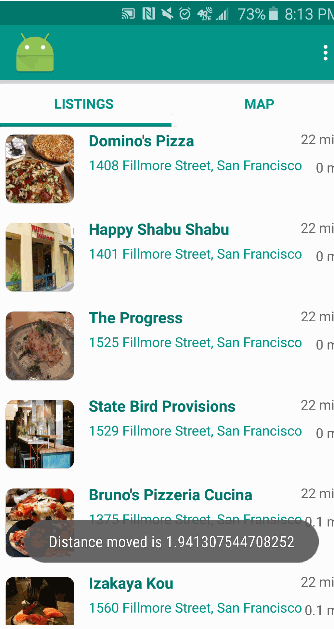 73% 8:13 PM
LISTINGS MAP
Domino's Pizza 22 mi
1408 Fillmore Street, San Francisco 0 m
Happy Shabu Shabu 22 mi
1401 Fillmore Street, San Francisco 0 m
The Progress 22 mi
1525 Fillmore Street, San Francisco 0 m
State Bird Provisions 22 mi
1529 Fillmore Street, San Francisco 0 m
Bruno's Pizzeria Cucina 22 mi
1375 Fillmore Street, San Francisco 0.1 m
Distance moved is 1.941307544708252
Izakaya Kou 22 mi
1560 Fillmore Street, San Francisco 0.1 m